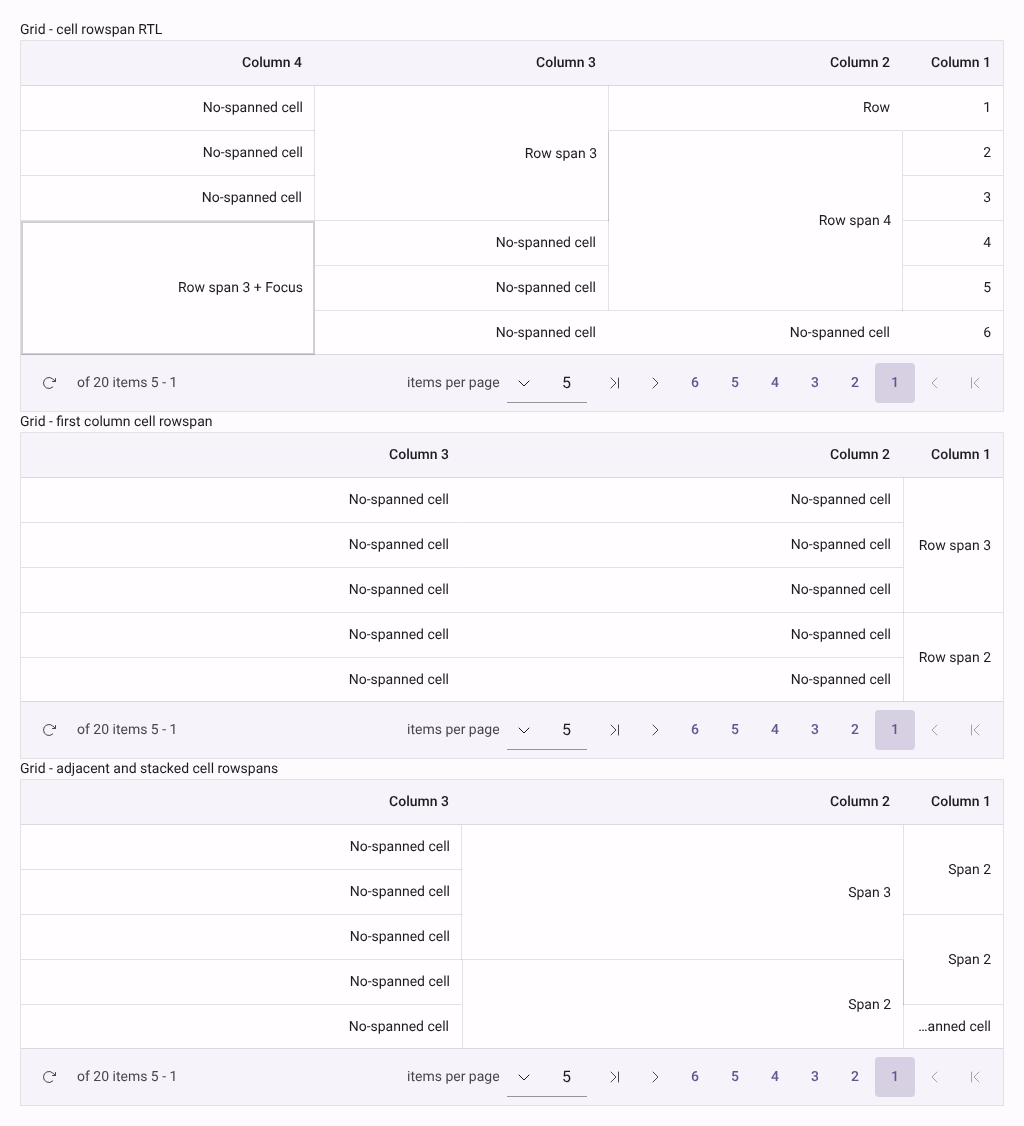 Grid - cell rowspan RTL
Column 4 Column 3 Column 2 Column 1
No-spanned cell Row 1
No-spanned cell Row span 3 2
No-spanned cell 3
Row span 4
No-spanned cell 4
Row span 3 + Focus No-spanned cell 5
No-spanned cell No-spanned cell 6
of 20 items 5 - 1 items per page 5 6 5 4 3 2 1
Grid - first column cell rowspan
Column 3 Column 2 Column 1
No-spanned cell No-spanned cell
No-spanned cell No-spanned cell Row span 3
No-spanned cell No-spanned cell
No-spanned cell No-spanned cell
Row span 2
No-spanned cell No-spanned cell
of 20 items 5 - 1 items per page 5 6 5 4 3 2 1
Grid - adjacent and stacked cell rowspans
Column 3 Column 2 Column 1
No-spanned cell
Span 2
No-spanned cell Span 3
No-spanned cell
Span 2
No-spanned cell
Span 2
No-spanned cell ...anned cell
of 20 items 5 - 1 items per page 5 6 5 4 3 2 1